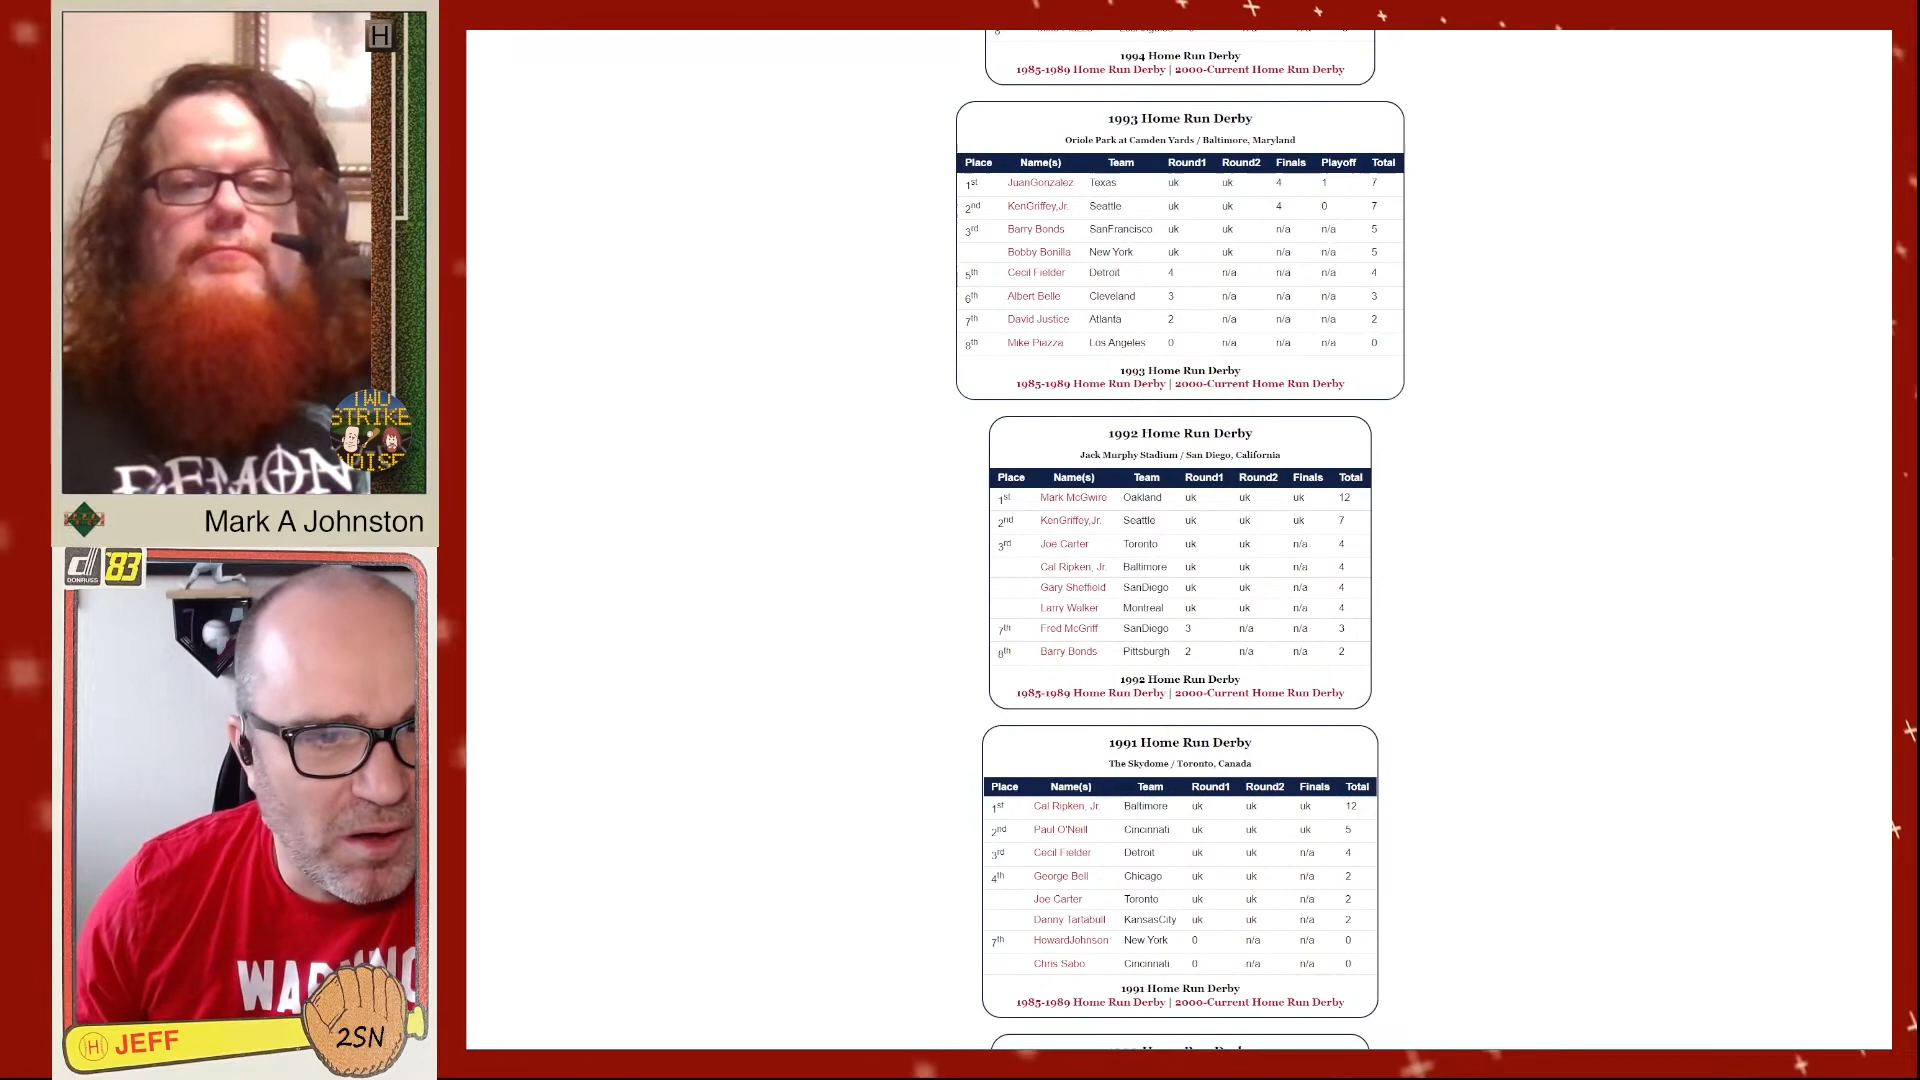 H
TWO
STRIKE
NOISE
DEMON
Mark A Johnston
DONRUSS
'83
WARNING
2SN
H JEFF
1994 Home Run Derby
1985-1989 Home Run Derby | 2000-Current Home Run Derby
1993 Home Run Derby
Oriole Park at Camden Yards / Baltimore, Maryland
Place Name(s) Team Round1 Round2 Finals Playoff Total
1st JuanGonzalez Texas uk uk 4 1 7
2nd KenGriffey,Jr. Seattle uk uk 4 0 7
3rd Barry Bonds SanFrancisco uk uk n/a n/a 5
Bobby Bonilla New York uk uk n/a n/a 5
5th Cecil Fielder Detroit 4 n/a n/a n/a 4
6th Albert Belle Cleveland 3 n/a n/a n/a 3
7th David Justice Atlanta 2 n/a n/a n/a 2
8th Mike Piazza Los Angeles 0 n/a n/a n/a 0
1993 Home Run Derby
1985-1989 Home Run Derby | 2000-Current Home Run Derby
1992 Home Run Derby
Jack Murphy Stadium / San Diego, California
Place Name(s) Team Round1 Round2 Finals Total
1st Mark McGwire Oakland uk uk uk 12
2nd KenGriffey,Jr. Seattle uk uk uk 7
3rd Joe Carter Toronto uk uk n/a 4
Cal Ripken, Jr. Baltimore uk uk n/a 4
Gary Sheffield SanDiego uk uk n/a 4
Larry Walker Montreal uk uk n/a 4
7th Fred McGriff SanDiego 3 n/a n/a 3
8th Barry Bonds Pittsburgh 2 n/a n/a 2
1992 Home Run Derby
1985-1989 Home Run Derby | 2000-Current Home Run Derby
1991 Home Run Derby
The Skydome / Toronto, Canada
Place Name(s) Team Round1 Round2 Finals Total
1st Cal Ripken, Jr. Baltimore uk uk uk 12
2nd Paul O'Neill Cincinnati uk uk uk 5
3rd Cecil Fielder Detroit uk uk n/a 4
4th George Bell Chicago uk uk n/a 2
Joe Carter Toronto uk uk n/a 2
Danny Tartabull KansasCity uk uk n/a 2
7th HowardJohnson New York 0 n/a n/a 0
Chris Sabo Cincinnati 0 n/a n/a 0
1991 Home Run Derby
1985-1989 Home Run Derby | 2000-Current Home Run Derby